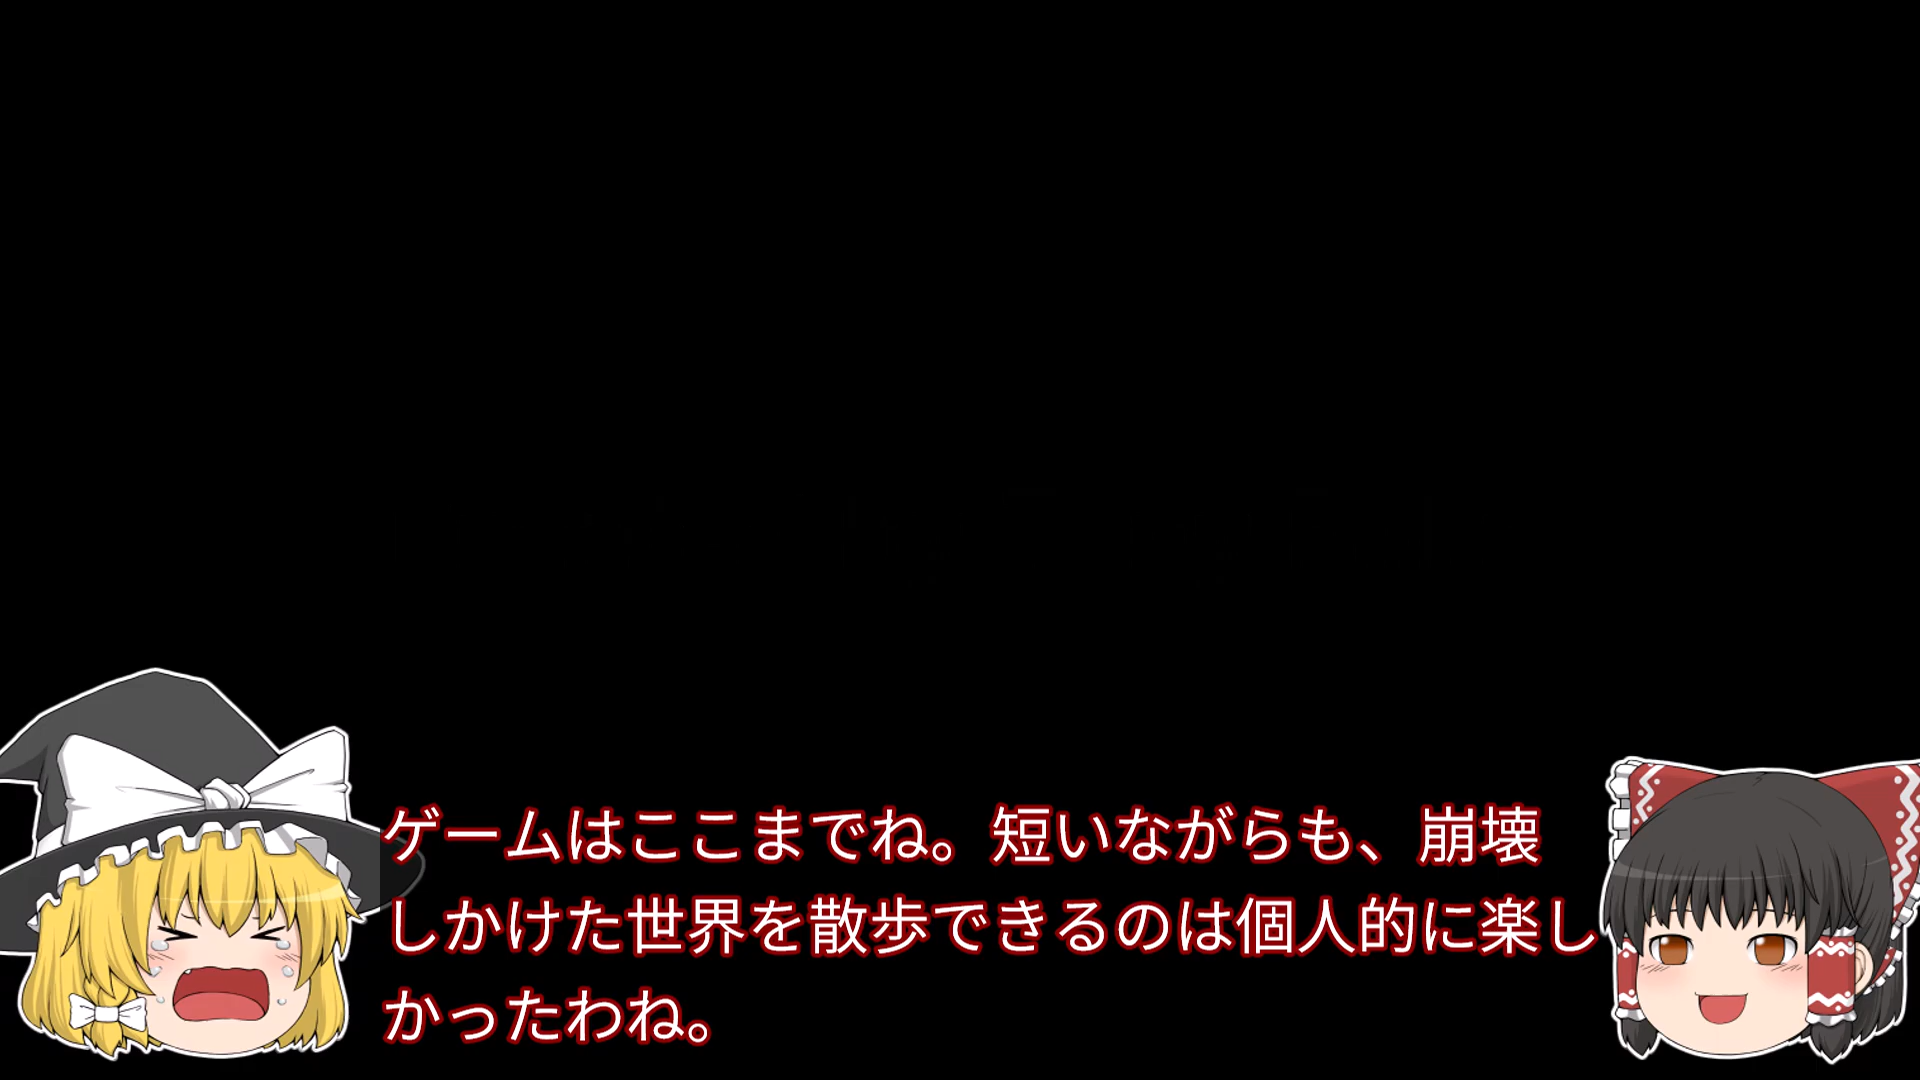 ゲームはここまでね。短いながらも、崩壊
しかけた世界を散歩できるのは個人的に楽し
かったわね。